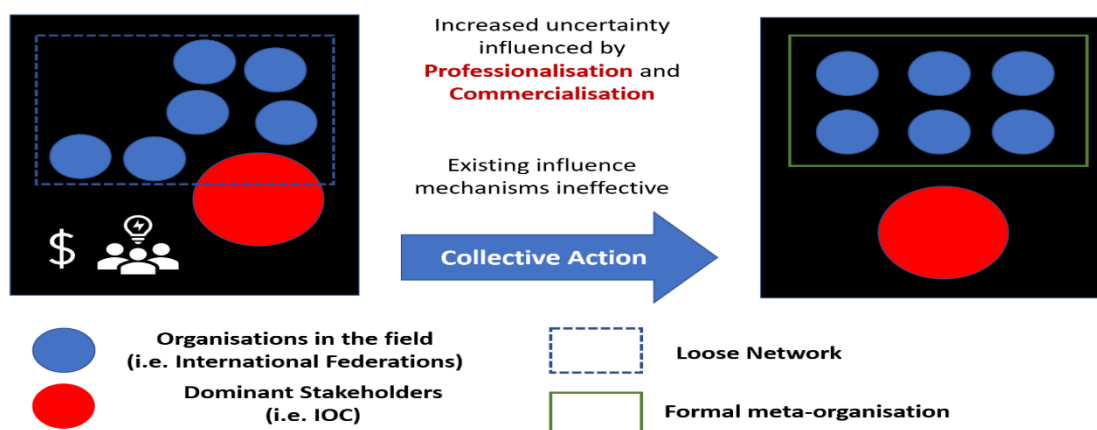 Increased uncertainty
influenced by
Professionalisation and
Commercialisation
Existing influence
mechanisms ineffective
Collective Action
$
Organisations in the field
(i.e. International Federations)
Loose Network
Dominant Stakeholders
(i.e. IOC)
Formal meta-organisation